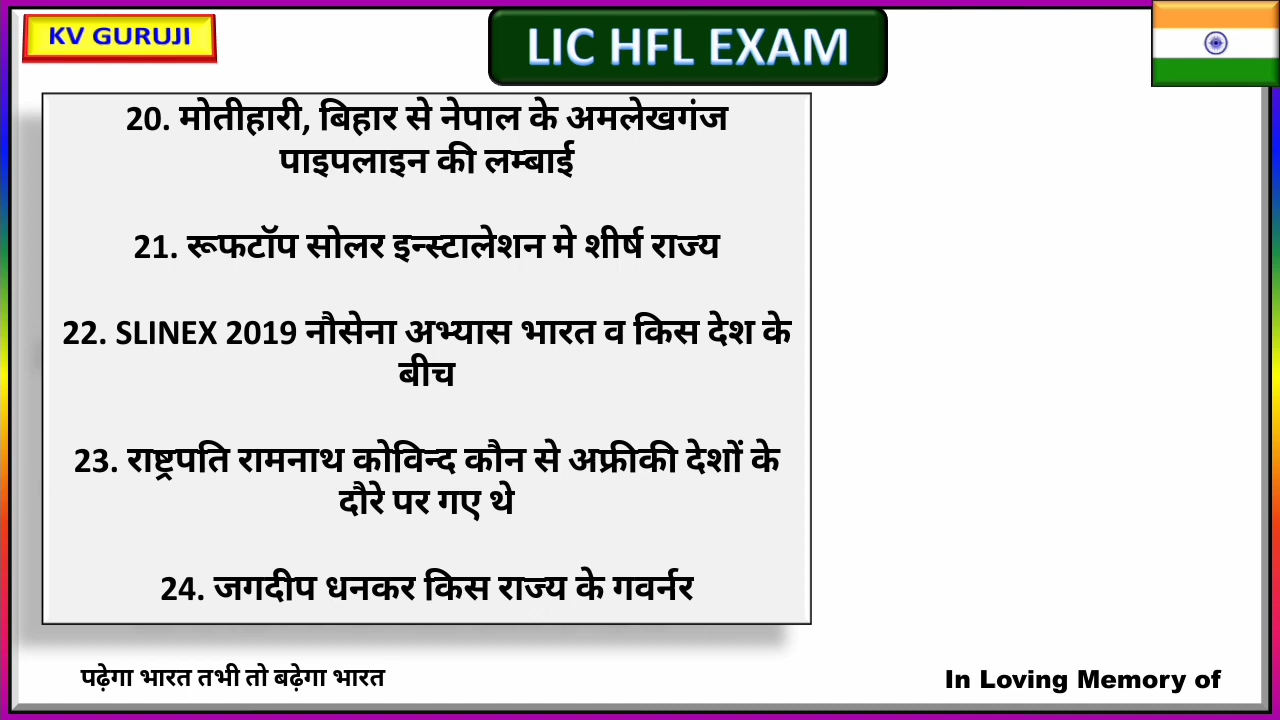 KV GURUJI
LIC HFL EXAM
20. मोतीहारी, बिहार से नेपाल के अमलेखगंज
पाइपलाइन की लम्बाई
21. रूफटॉप सोलर इन्स्टालेशन मे शीर्ष राज्य
22. SLINEX 2019 नौसेना अभ्यास भारत व किस देश के
बीच
23. राष्ट्रपति रामनाथ कोविन्द कौन से अफ्रीकी देशों के
दौरे पर गए थे
24. जगदीप धनकर किस राज्य के गवर्नर
पढ़ेगा भारत तभी तो बढ़ेगा भारत
In Loving Memory of